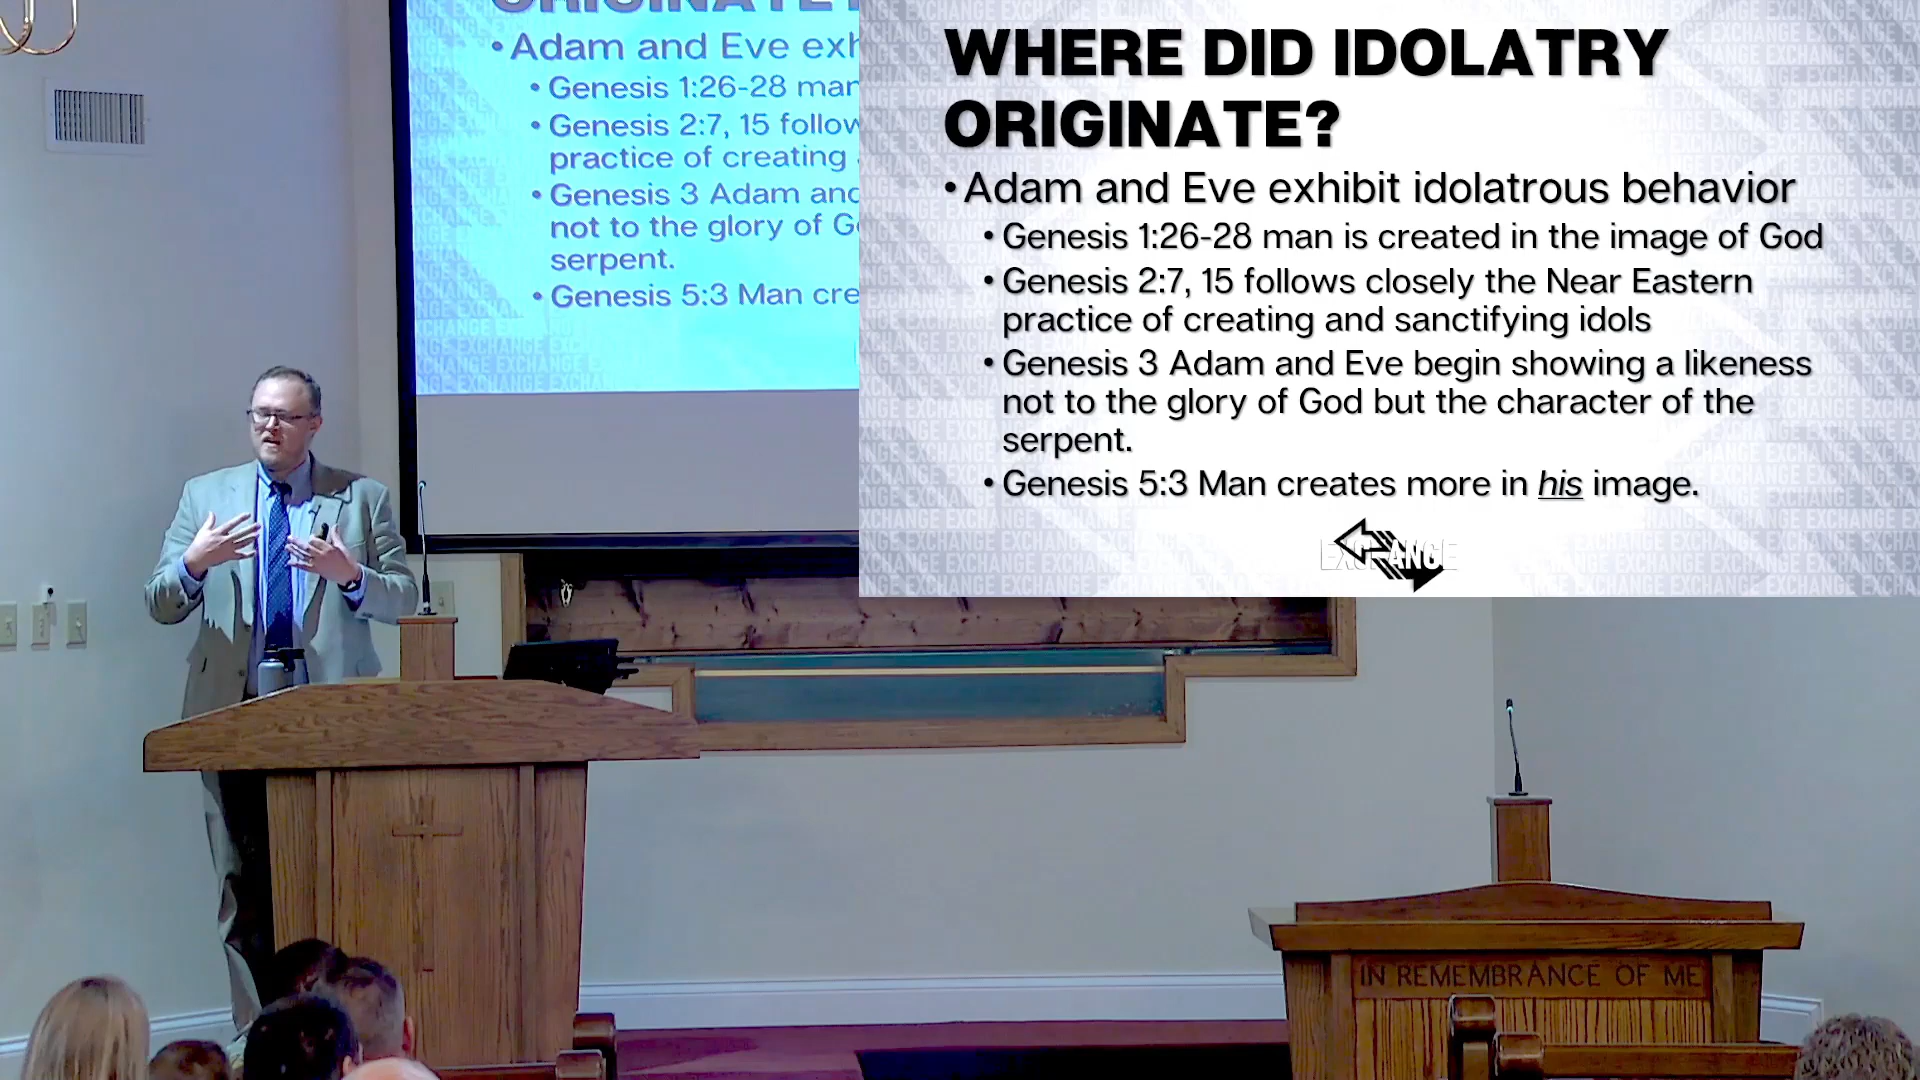 ORIGINATE
• Adam and Eve exh
• Genesis 1:26-28 man
• Genesis 2:7, 15 follow
practice of creating
• Genesis 3 Adam and
not to the glory of G
serpent.
• Genesis 5:3 Man cre
WHERE DID IDOLATRY
ORIGINATE?
• Adam and Eve exhibit idolatrous behavior
• Genesis 1:26-28 man is created in the image of God
• Genesis 2:7, 15 follows closely the Near Eastern
practice of creating and sanctifying idols
• Genesis 3 Adam and Eve begin showing a likeness
not to the glory of God but the character of the
serpent.
• Genesis 5:3 Man creates more in his image.
EXCHANGE
IN REMEMBRANCE OF ME